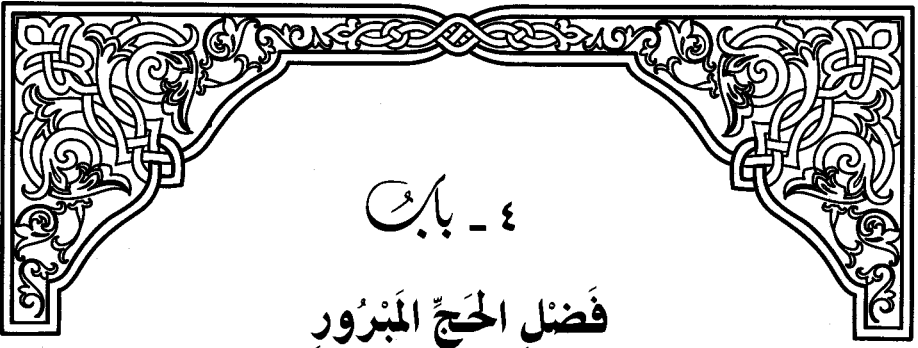 ٤ - بابُ
فَضْلِ الحَجِّ المَبْرُورِ